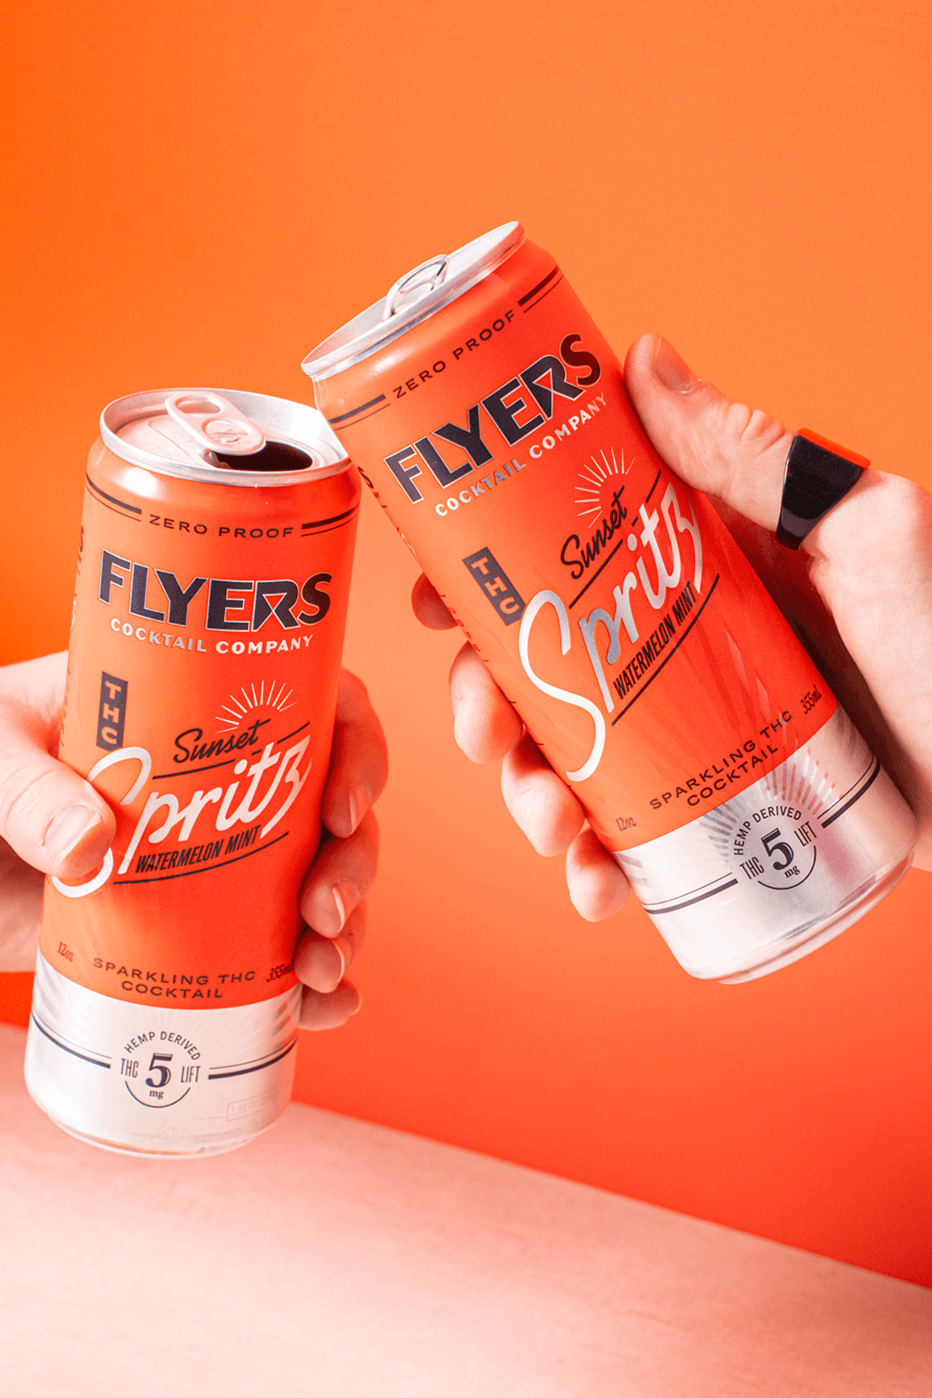 ZERO PROOF
FLYERS
COCKTAIL COMPANY
THC
Sunset
Spritz
WATERMELON MINT
12oz
SPARKLING THC
COCKTAIL
355mL
HEMP DERIVED
THC 5 mg LIFT
ZERO PROOF
FLYERS
COCKTAIL COMPANY
THC
Sunset
Spritz
WATERMELON MINT
12oz
SPARKLING THC
COCKTAIL
355mL
HEMP DERIVED
THC 5 mg LIFT